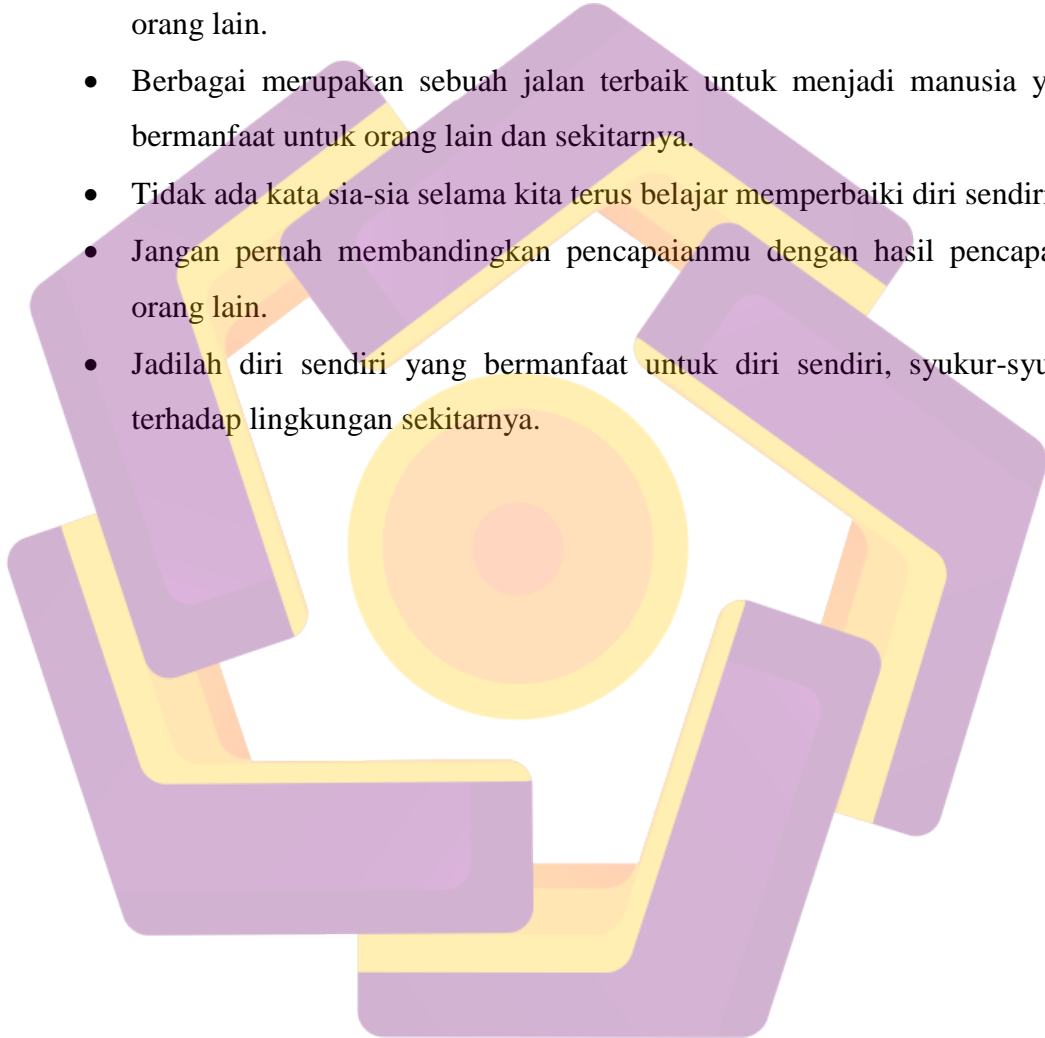 orang lain.
• Berbagai merupakan sebuah jalan terbaik untuk menjadi manusia y
bermanfaat untuk orang lain dan sekitarnya.
• Tidak ada kata sia-sia selama kita terus belajar memperbaiki diri sendiri
• Jangan pernah membandingkan pencapaianmu dengan hasil pencapa
orang lain.
• Jadilah diri sendiri yang bermanfaat untuk diri sendiri, syukur-syu
terhadap lingkungan sekitarnya.